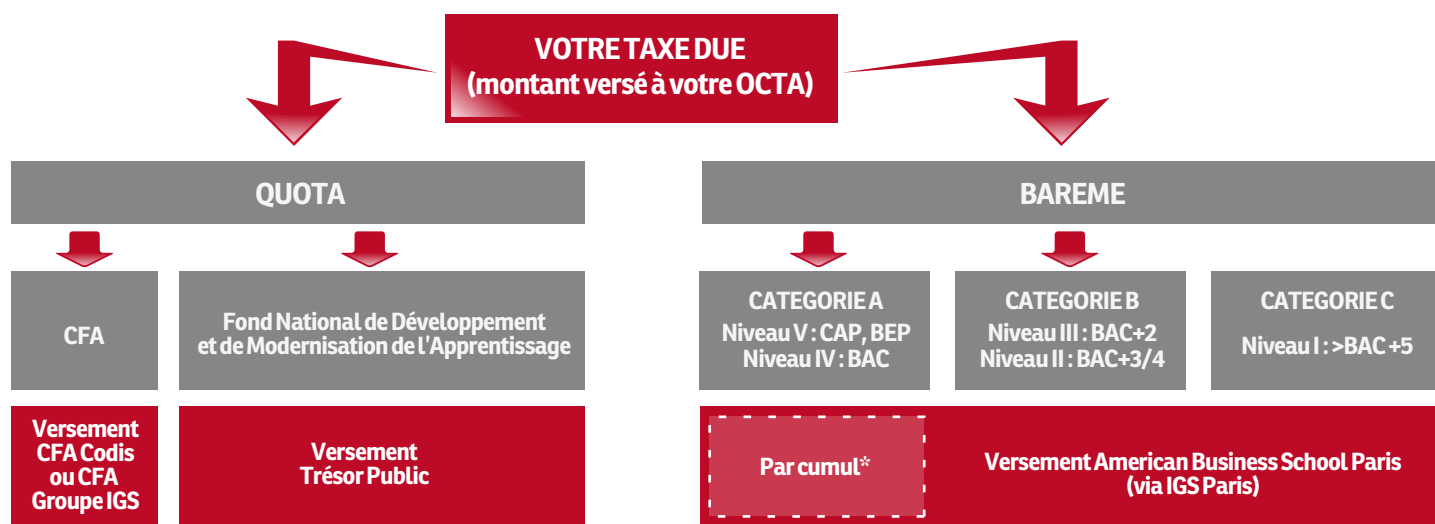 VOTRE TAXE DUE
(montant versé à votre OCTA)
QUOTA
BAREME
CFA
Fond National de Développement
et de Modernisation de l'Apprentissage
CATEGORIE A
Niveau V : CAP, BEP
Niveau IV : BAC
CATEGORIE B
Niveau III : BAC+2
Niveau II : BAC+3/4
CATEGORIE C
Niveau I : >BAC +5
Versement
CFA Codis
ou CFA
Groupe IGS
Versement
Trésor Public
Par cumul*
Versement American Business School Paris
(via IGS Paris)